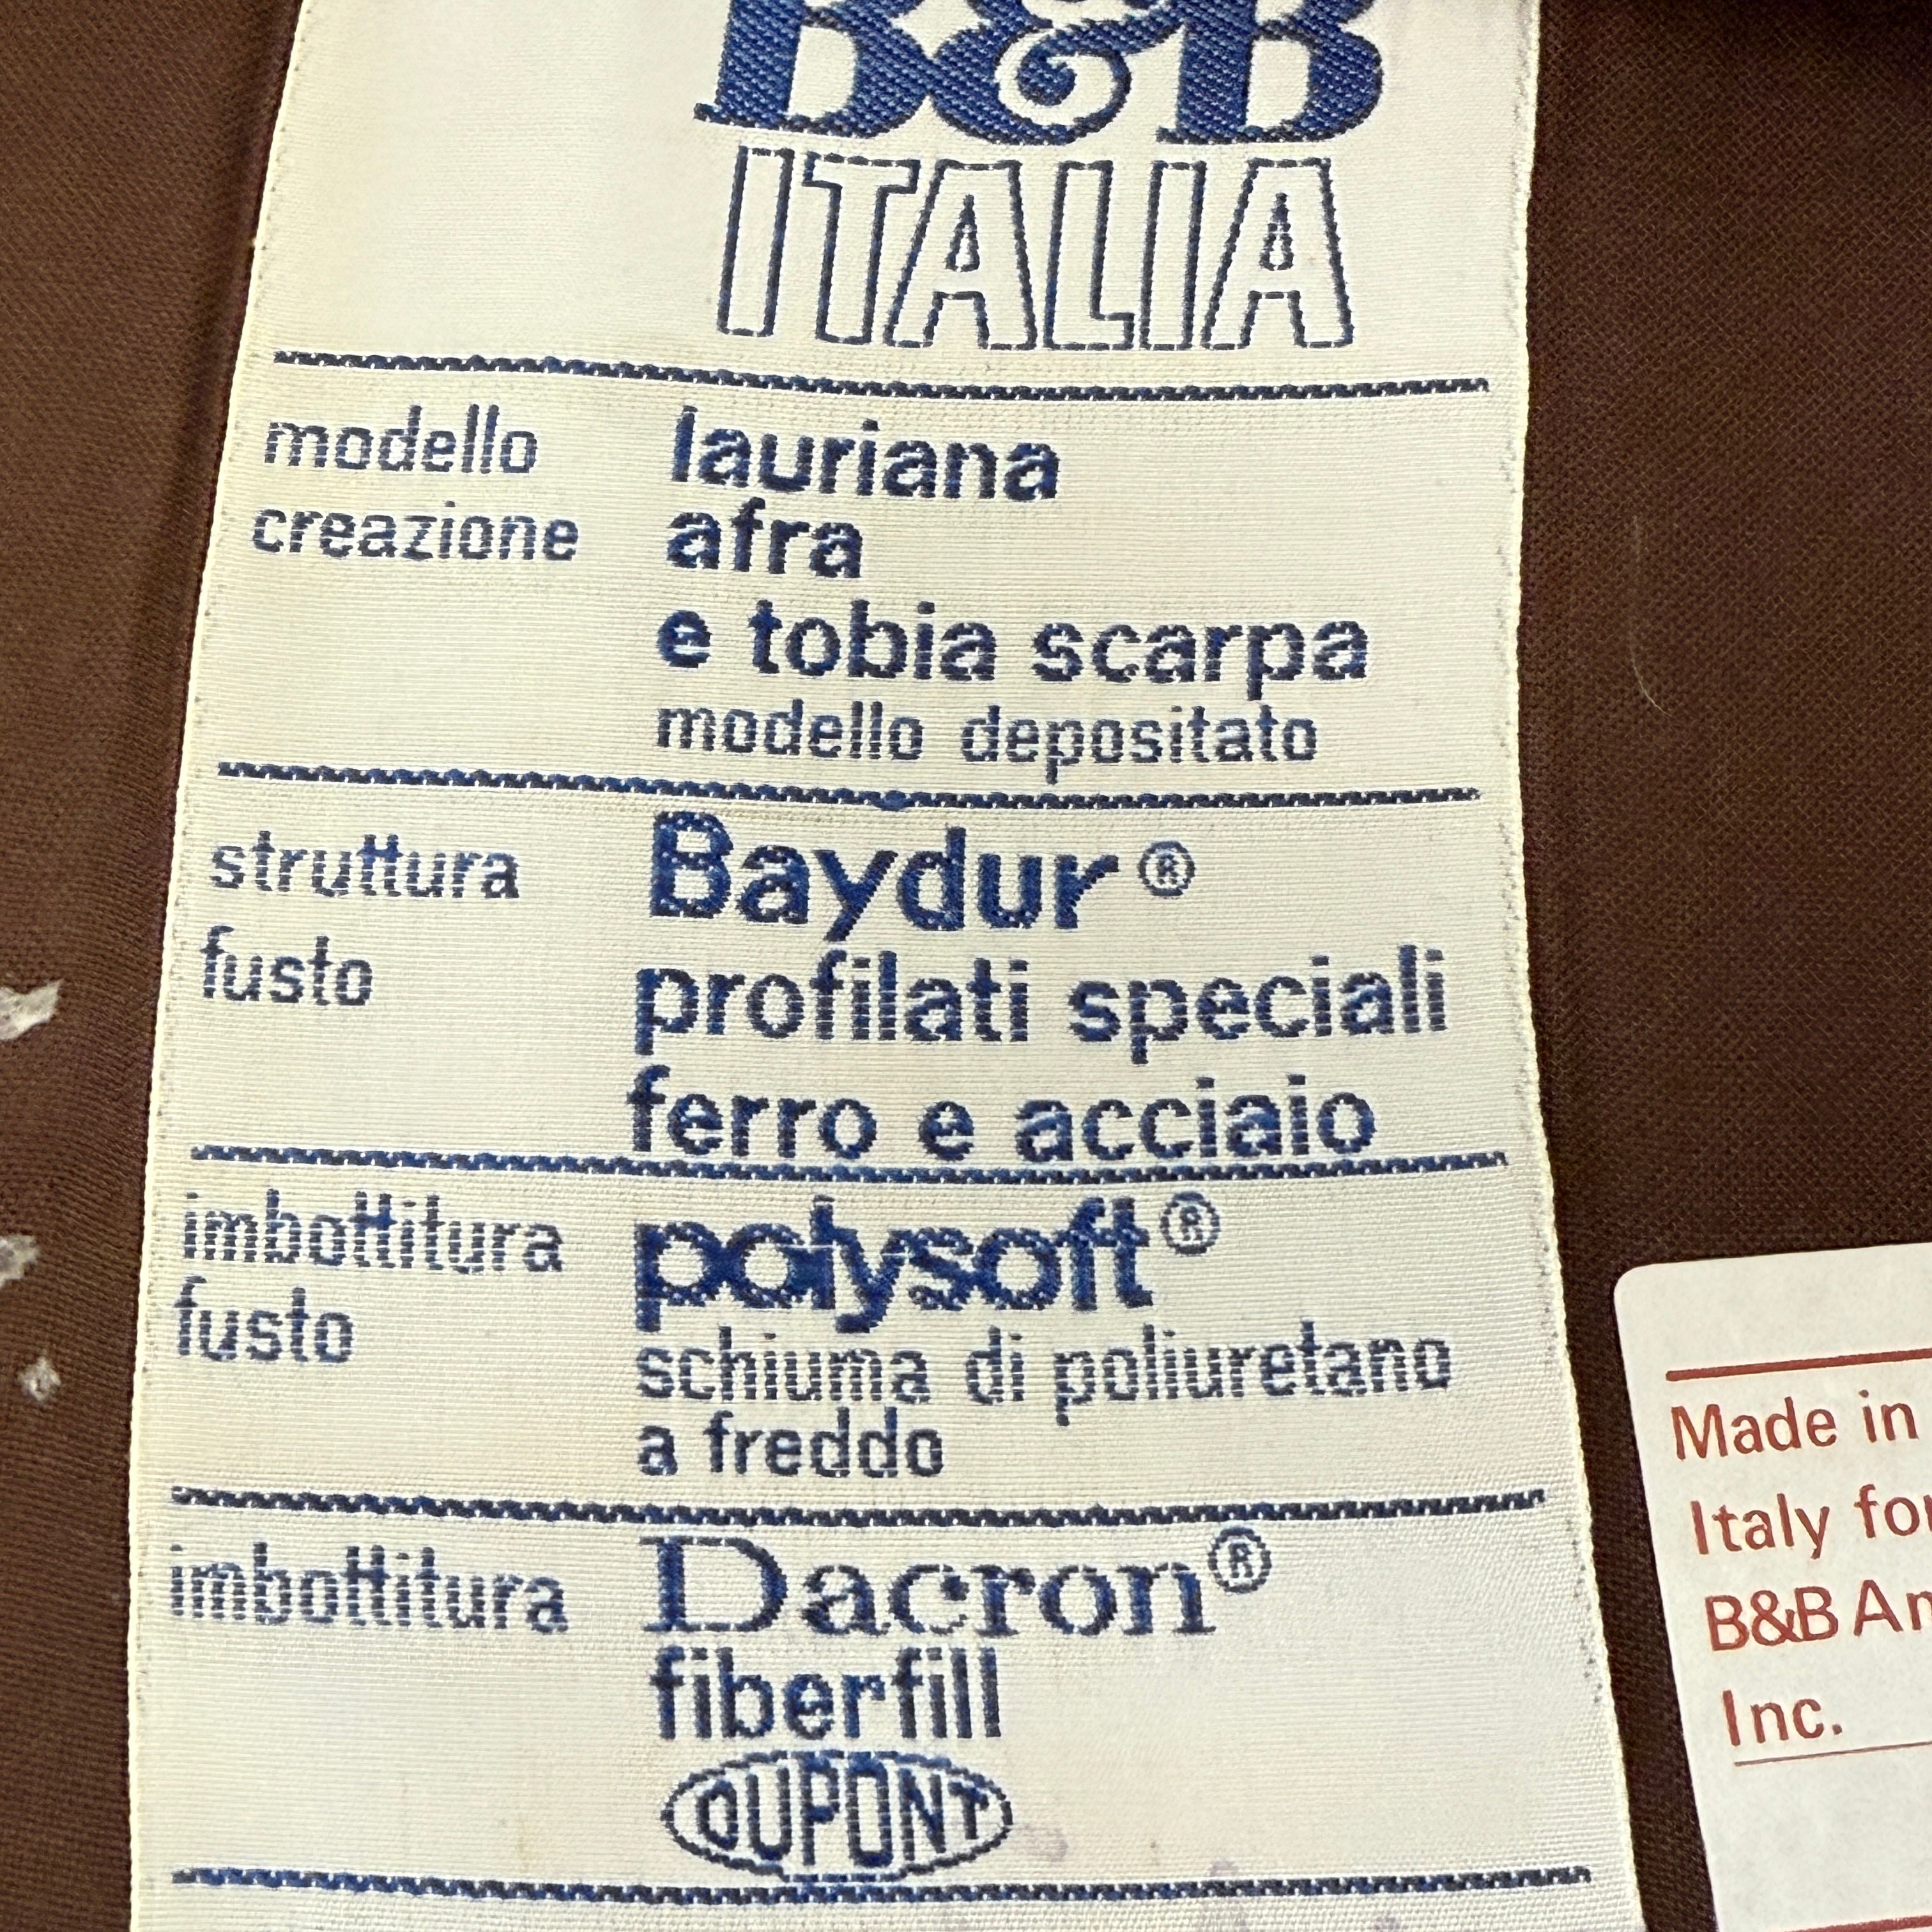 B&B
ITALIA
modello lauriana
creazione afra
e tobia scarpa
modello depositato
struttura Baydur®
fusto profilati speciali
ferro e acciaio
imbottitura polysoft®
fusto schiuma di poliuretano
a freddo
imbottitura Dacron®
fiberfill
DUPONT
Made in
Italy for
B&B
Inc.